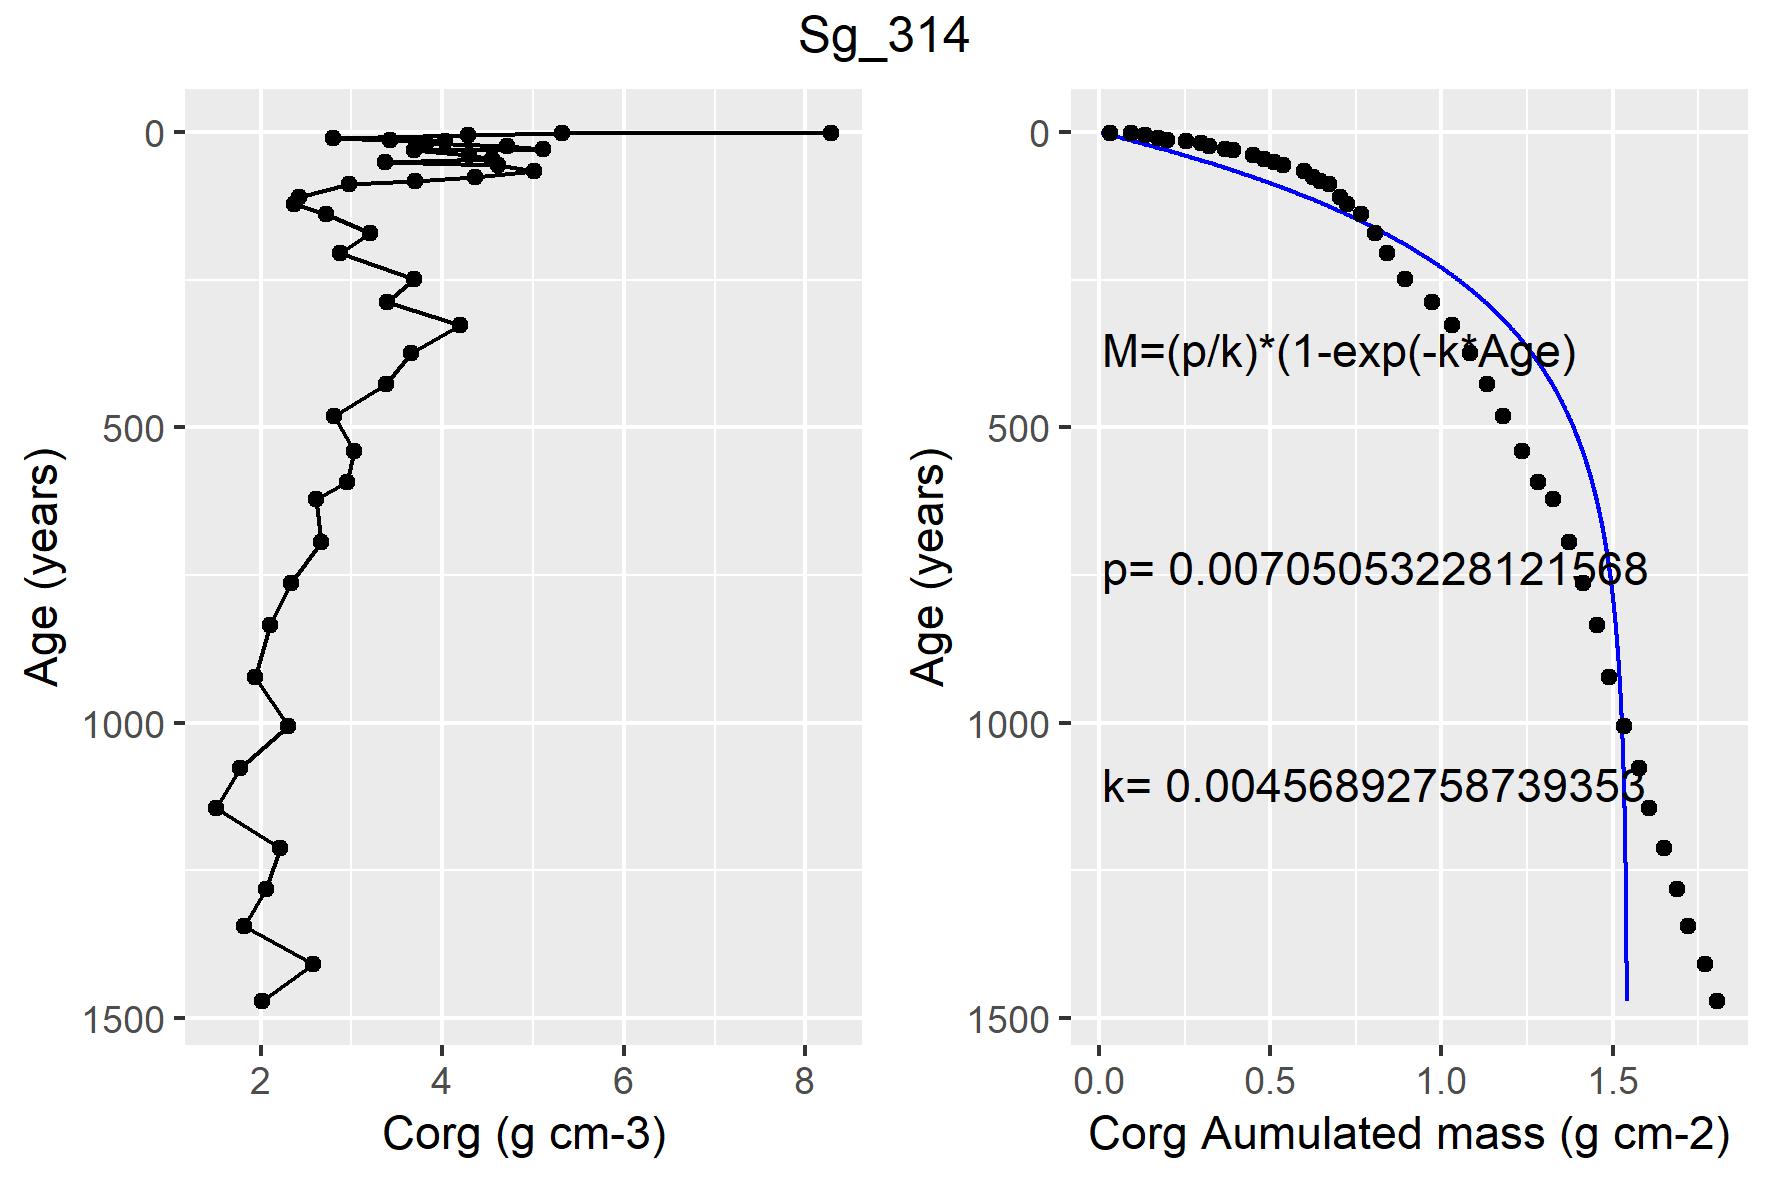 Sg_314
0
500
1000
1500
Age (years)
2
4
6
8
Corg (g cm-3)
0
500
1000
1500
Age (years)
M=(p/k)*(1-exp(-k*Age)
p= 0.00705053228121568
k= 0.00456892758739353
0.0
0.5
1.0
1.5
Corg Aumulated mass (g cm-2)